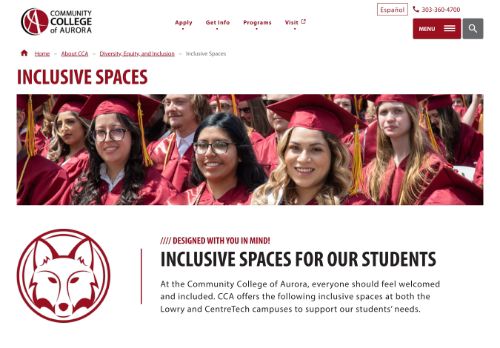 COMMUNITY
COLLEGE
of AURORA
Español
303-360-4700
Apply
Get Info
Programs
Visit
MENU
Home – About CCA – Diversity, Equity, and Inclusion – Inclusive Spaces
INCLUSIVE SPACES
//// DESIGNED WITH YOU IN MIND!
INCLUSIVE SPACES FOR OUR STUDENTS
At the Community College of Aurora, everyone should feel welcomed
and included. CCA offers the following inclusive spaces at both the
Lowry and CentreTech campuses to support our students' needs.